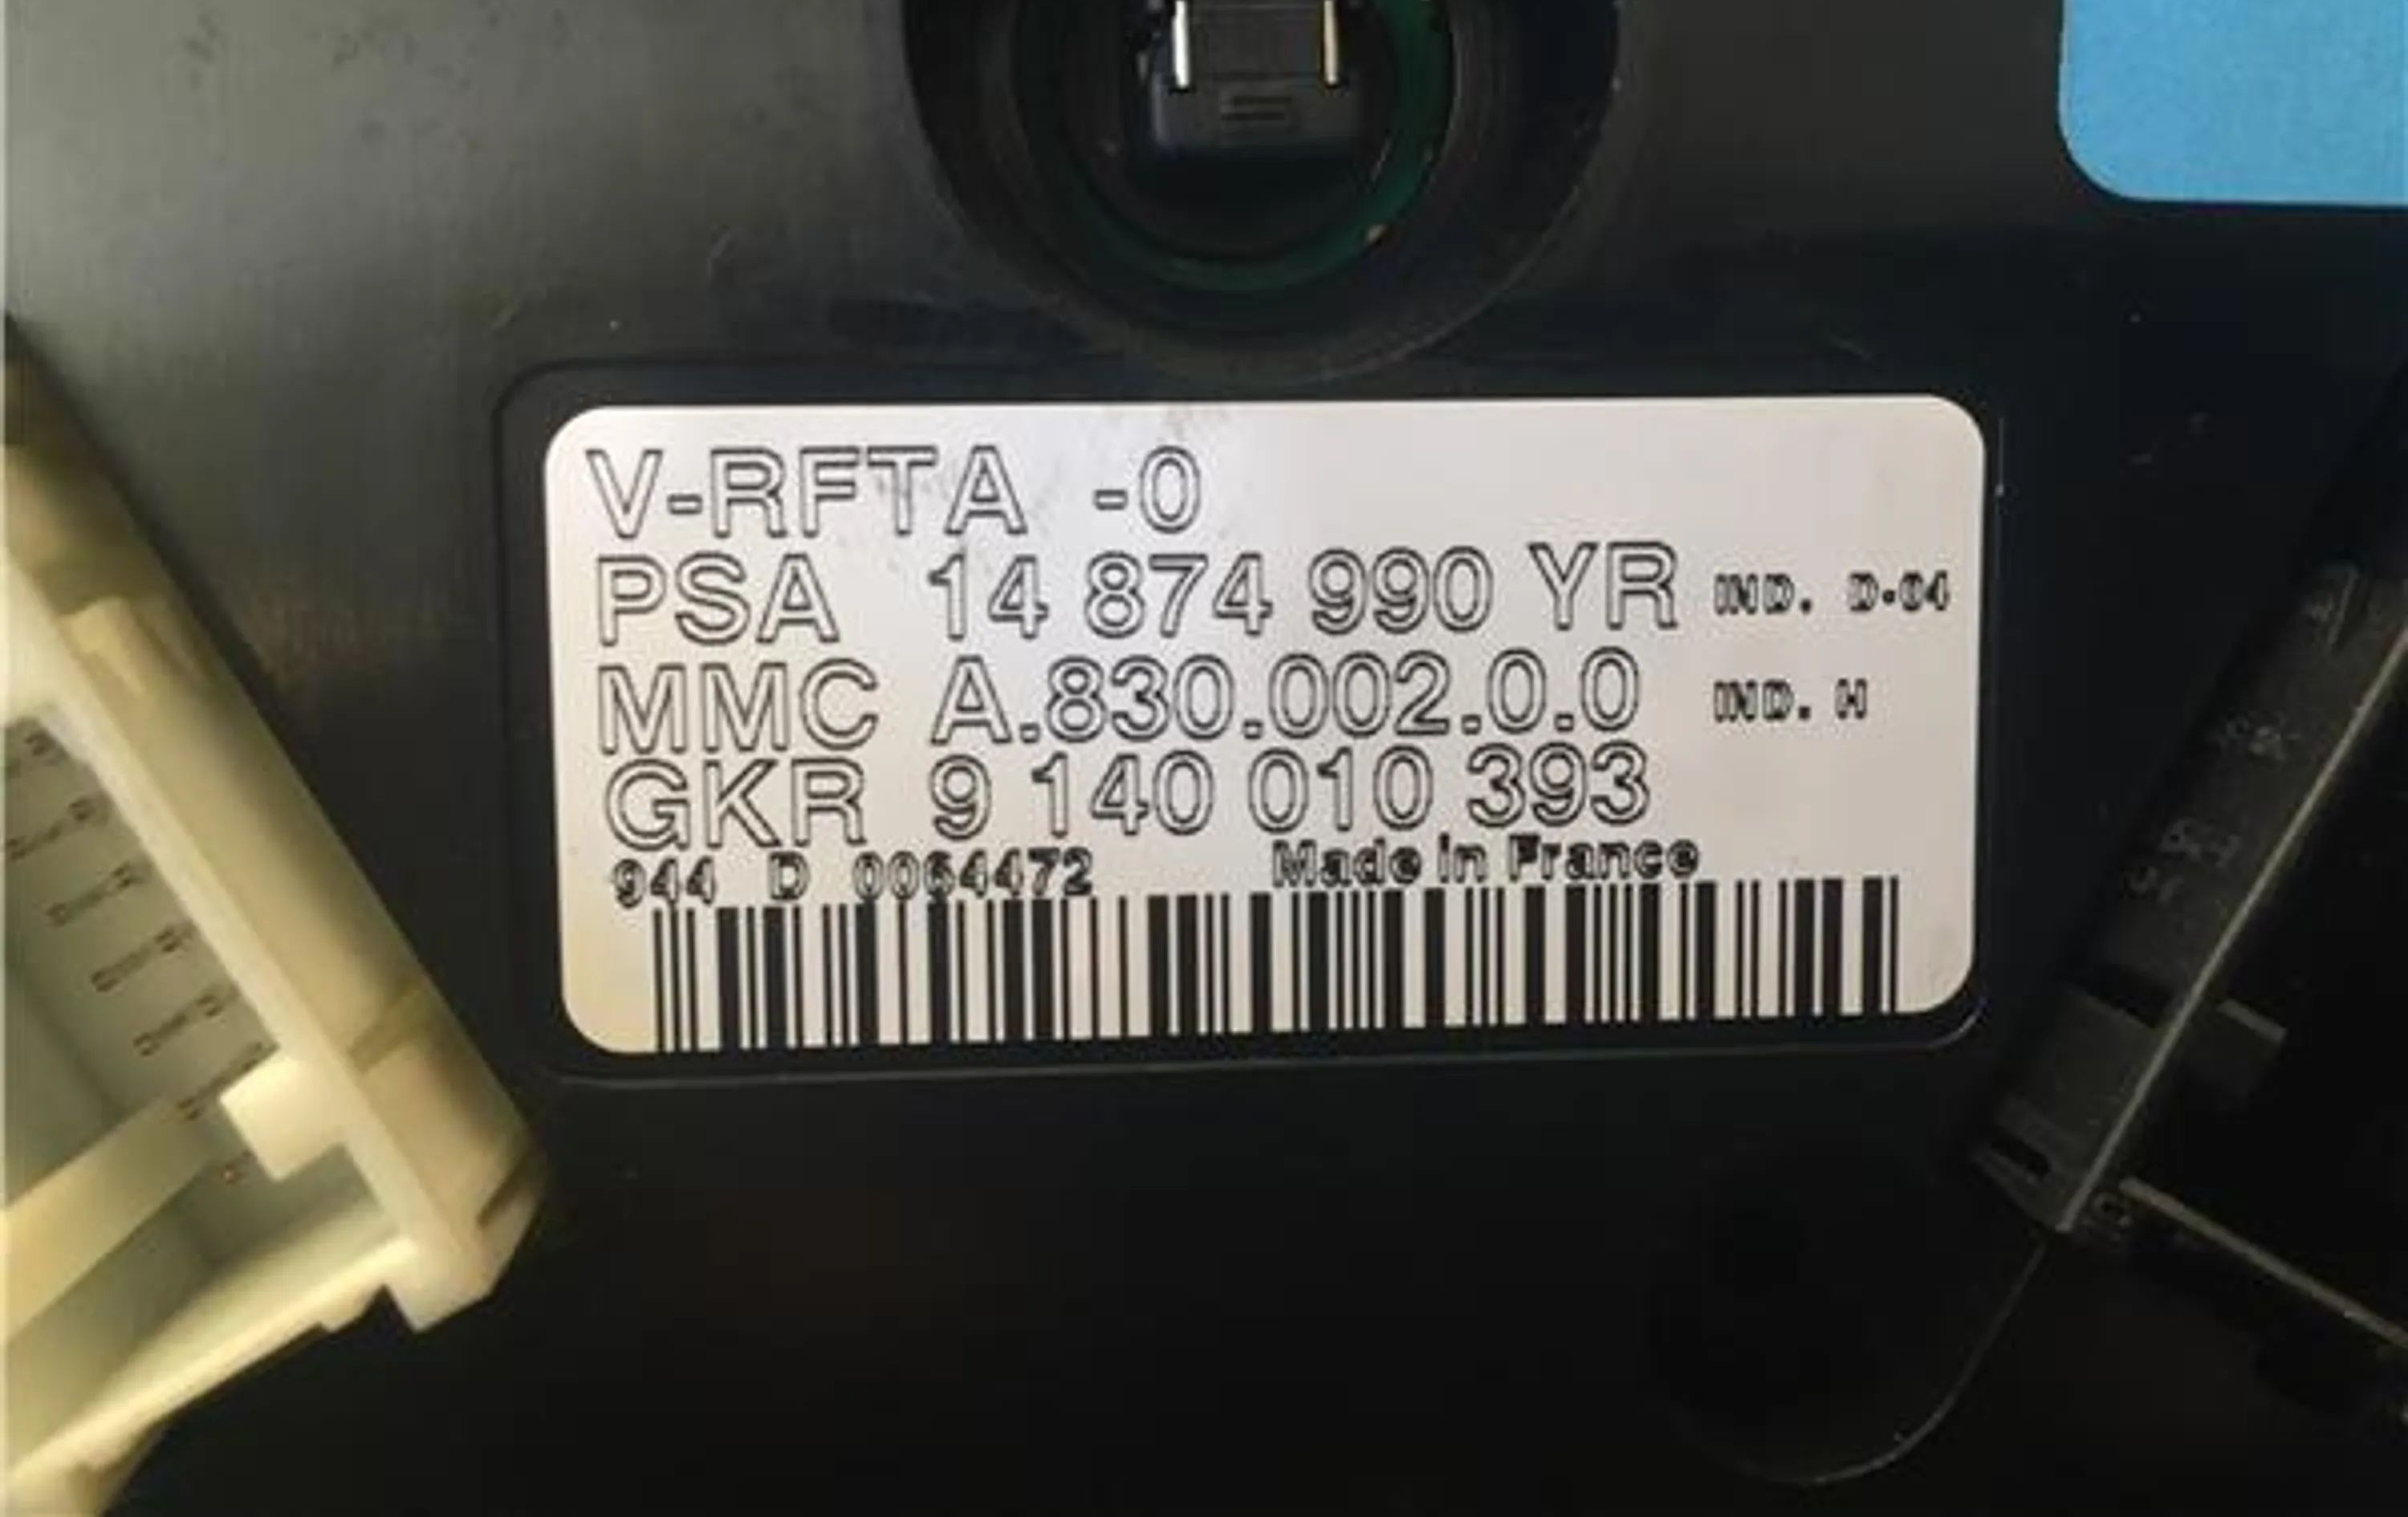 V-RFTA -0
PSA 14 874 990 YR IND. D-04
MMC A.830.002.0.0 IND. H
GKR 9 140 010 393
944 D 0064472 Made in France